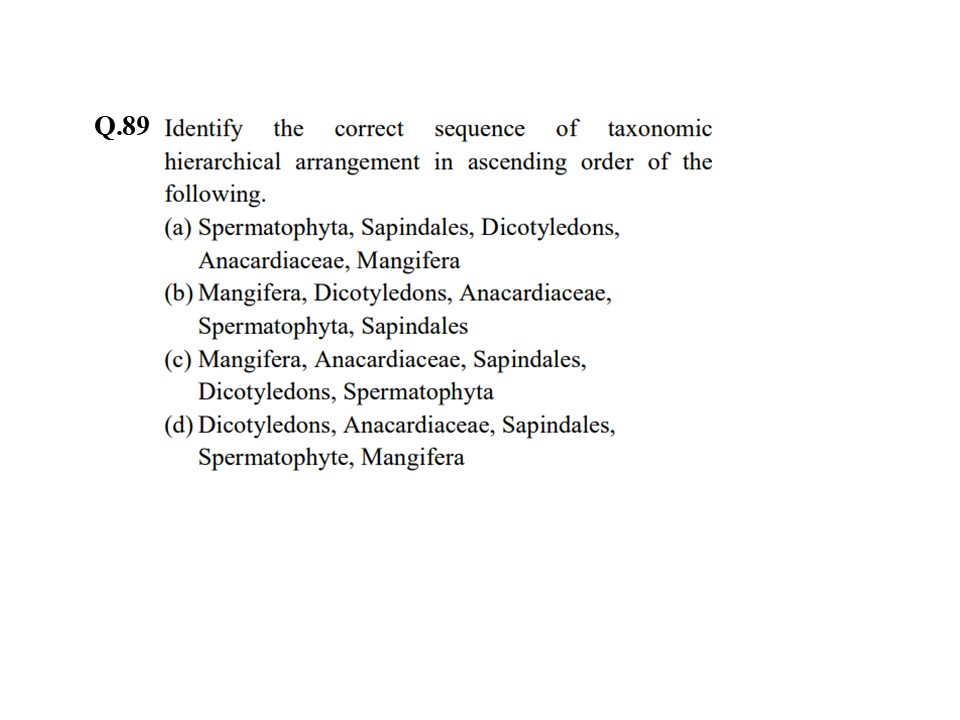 Q.89 Identify the correct sequence of taxonomic
hierarchical arrangement in ascending order of the
following.
(a) Spermatophyta, Sapindales, Dicotyledons,
Anacardiaceae, Mangifera
(b) Mangifera, Dicotyledons, Anacardiaceae,
Spermatophyta, Sapindales
(c) Mangifera, Anacardiaceae, Sapindales,
Dicotyledons, Spermatophyta
(d) Dicotyledons, Anacardiaceae, Sapindales,
Spermatophyte, Mangifera